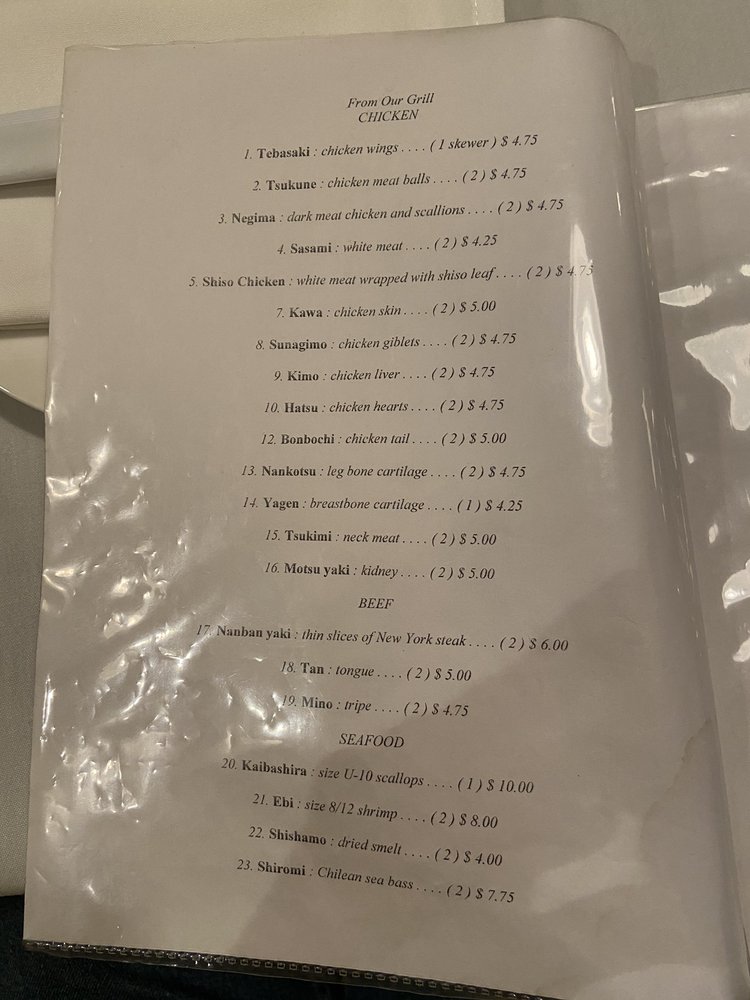 From Our Grill
CHICKEN
1. Tebasaki : chicken wings . . . . ( 1 skewer ) $ 4.75
2. Tsukune : chicken meat balls . . . . ( 2 ) $ 4.75
3. Negima : dark meat chicken and scallions . . . . ( 2 ) $ 4.75
4. Sasami : white meat . . . . ( 2 ) $ 4.25
5. Shiso Chicken : white meat wrapped with shiso leaf . . . . ( 2 ) $ 4.75
7. Kawa : chicken skin . . . . ( 2 ) $ 5.00
8. Sunagimo : chicken giblets . . . . ( 2 ) $ 4.75
9. Kimo : chicken liver . . . . ( 2 ) $ 4.75
10. Hatsu : chicken hearts . . . . ( 2 ) $ 4.75
12. Bonbochi : chicken tail . . . . ( 2 ) $ 5.00
13. Nankotsu : leg bone cartilage . . . . ( 2 ) $ 4.75
14. Yagen : breastbone cartilage . . . . ( 1 ) $ 4.25
15. Tsukimi : neck meat . . . . ( 2 ) $ 5.00
16. Motsu yaki : kidney . . . . ( 2 ) $ 5.00
BEEF
17. Nanban yaki : thin slices of New York steak . . . . ( 2 ) $ 6.00
18. Tan : tongue . . . . ( 2 ) $ 5.00
19. Mino : tripe . . . . ( 2 ) $ 4.75
SEAFOOD
20. Kaibashira : size U-10 scallops . . . . ( 1 ) $ 10.00
21. Ebi : size 8/12 shrimp . . . . ( 2 ) $ 8.00
22. Shishamo : dried smelt . . . . ( 2 ) $ 4.00
23. Shiromi : Chilean sea bass . . . . ( 2 ) $ 7.75